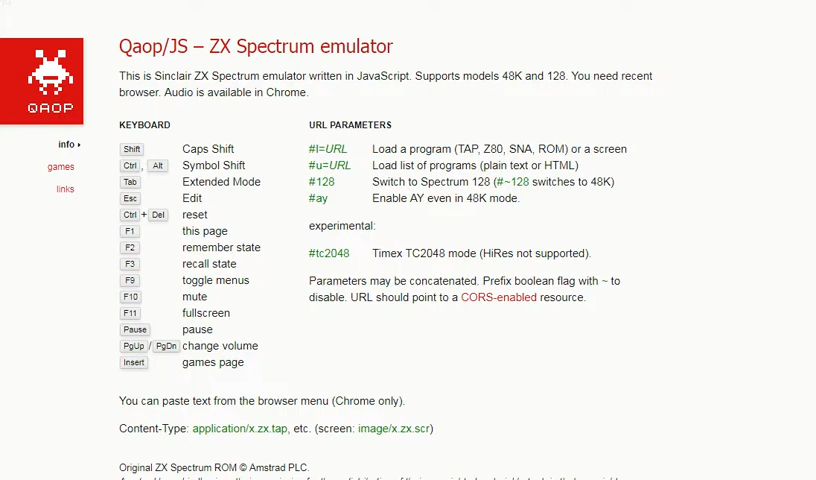 Qaop/JS – ZX Spectrum emulator
This is Sinclair ZX Spectrum emulator written in JavaScript. Supports models 48K and 128. You need recent
browser. Audio is available in Chrome.
QAOP
info
games
links
KEYBOARD
Shift Caps Shift
Ctrl, Alt Symbol Shift
Tab Extended Mode
Esc Edit
Ctrl + Del reset
F1 this page
F2 remember state
F3 recall state
F9 toggle menus
F10 mute
F11 fullscreen
Pause pause
PgUp / PgDn change volume
Insert games page
URL PARAMETERS
#l=URL Load a program (TAP, Z80, SNA, ROM) or a screen
#u=URL Load list of programs (plain text or HTML)
#128 Switch to Spectrum 128 (#~128 switches to 48K)
#ay Enable AY even in 48K mode.
experimental:
#tc2048 Timex TC2048 mode (HiRes not supported).
Parameters may be concatenated. Prefix boolean flag with ~ to
disable. URL should point to a CORS-enabled resource.
You can paste text from the browser menu (Chrome only).
Content-Type: application/x.zx.tap, etc. (screen: image/x.zx.scr)
Original ZX Spectrum ROM © Amstrad PLC.